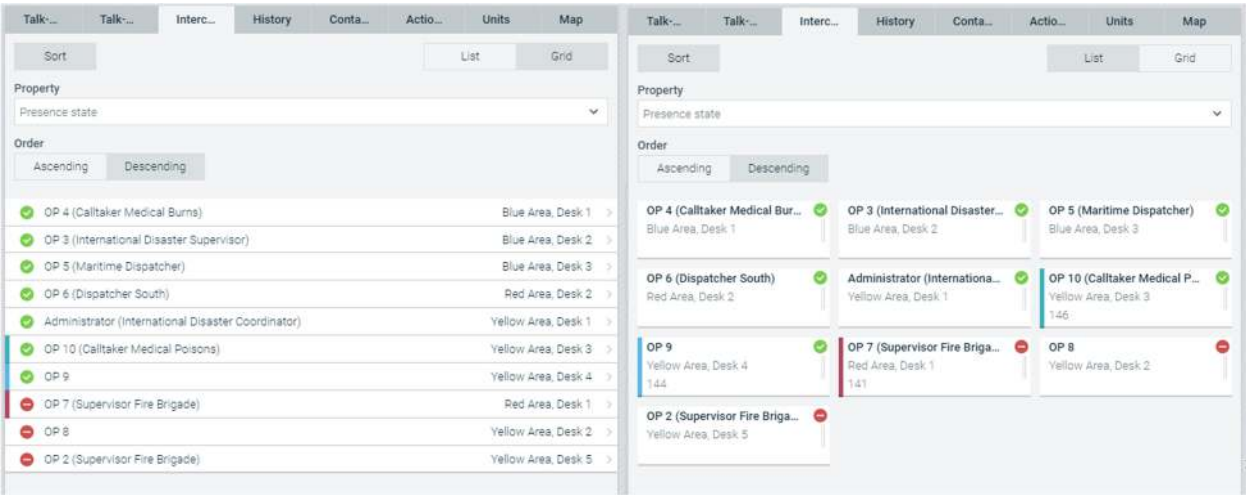 Talk-... Talk-... Interc... History Conta... Actio... Units Map
Sort List Grid
Property
Presence state
Order
Ascending Descending
OP 4 (Calltaker Medical Burns) Blue Area, Desk 1
OP 3 (International Disaster Supervisor) Blue Area, Desk 2
OP 5 (Maritime Dispatcher) Blue Area, Desk 3
OP 6 (Dispatcher South) Red Area, Desk 2
Administrator (International Disaster Coordinator) Yellow Area, Desk 1
OP 10 (Calltaker Medical Poisons) Yellow Area, Desk 3
OP 9 Yellow Area, Desk 4
OP 7 (Supervisor Fire Brigade) Red Area, Desk 1
OP 8 Yellow Area, Desk 2
OP 2 (Supervisor Fire Brigade) Yellow Area, Desk 5
Talk-... Talk-... Interc... History Conta... Actio... Units Map
Sort List Grid
Property
Presence state
Order
Ascending Descending
OP 4 (Calltaker Medical Bur... OP 3 (International Disaster... OP 5 (Maritime Dispatcher)
Blue Area, Desk 1 Blue Area, Desk 2 Blue Area, Desk 3
OP 6 (Dispatcher South) Administrator (Internationa... OP 10 (Calltaker Medical P...
Red Area, Desk 2 Yellow Area, Desk 1 Yellow Area, Desk 3
146
OP 9 OP 7 (Supervisor Fire Briga... OP 8
Yellow Area, Desk 4 Red Area, Desk 1 Yellow Area, Desk 2
144 141
OP 2 (Supervisor Fire Briga...
Yellow Area, Desk 5